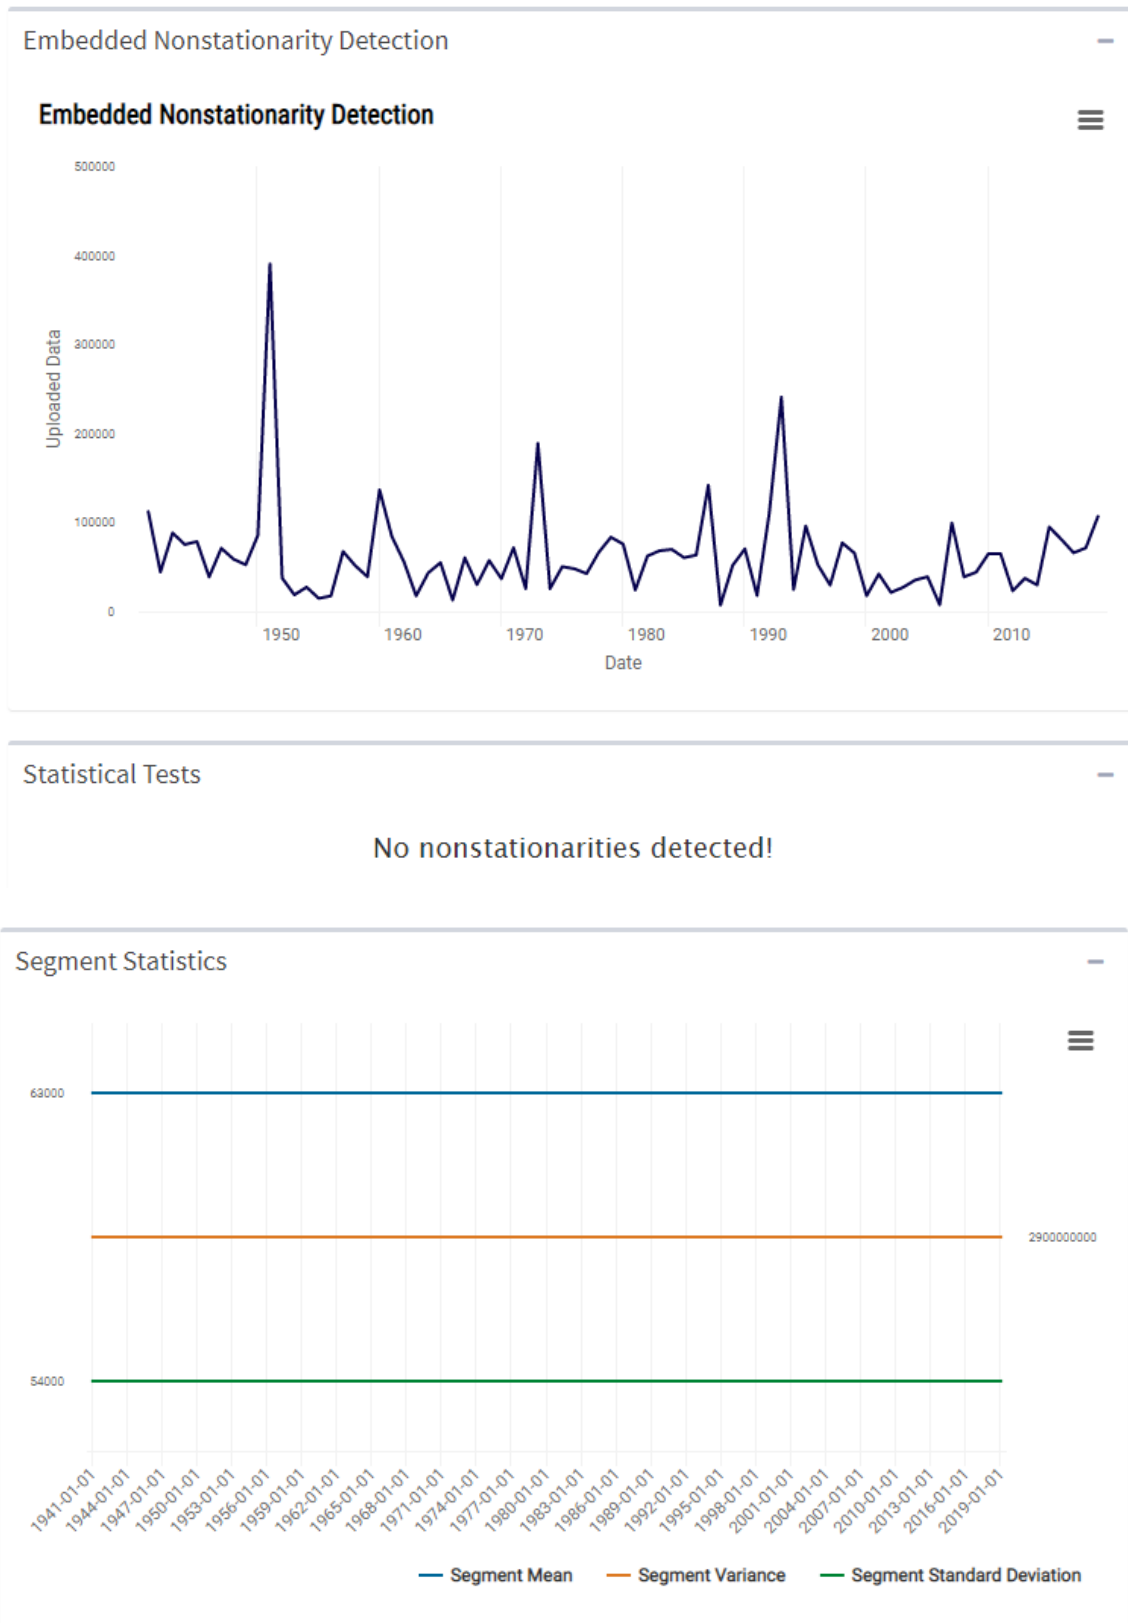 Embedded Nonstationarity Detection
Embedded Nonstationarity Detection
500000
400000
300000
200000
100000
0
Uploaded Data
1950 1960 1970 1980 1990 2000 2010
Date
Statistical Tests
No nonstationarities detected!
Segment Statistics
63000
2900000000
54000
1941-01-01 1944-01-01 1947-01-01 1950-01-01 1953-01-01 1956-01-01 1959-01-01 1962-01-01 1965-01-01 1968-01-01 1971-01-01 1974-01-01 1977-01-01 1980-01-01 1983-01-01 1986-01-01 1989-01-01 1992-01-01 1995-01-01 1998-01-01 2001-01-01 2004-01-01 2007-01-01 2010-01-01 2013-01-01 2016-01-01 2019-01-01
Segment Mean Segment Variance Segment Standard Deviation